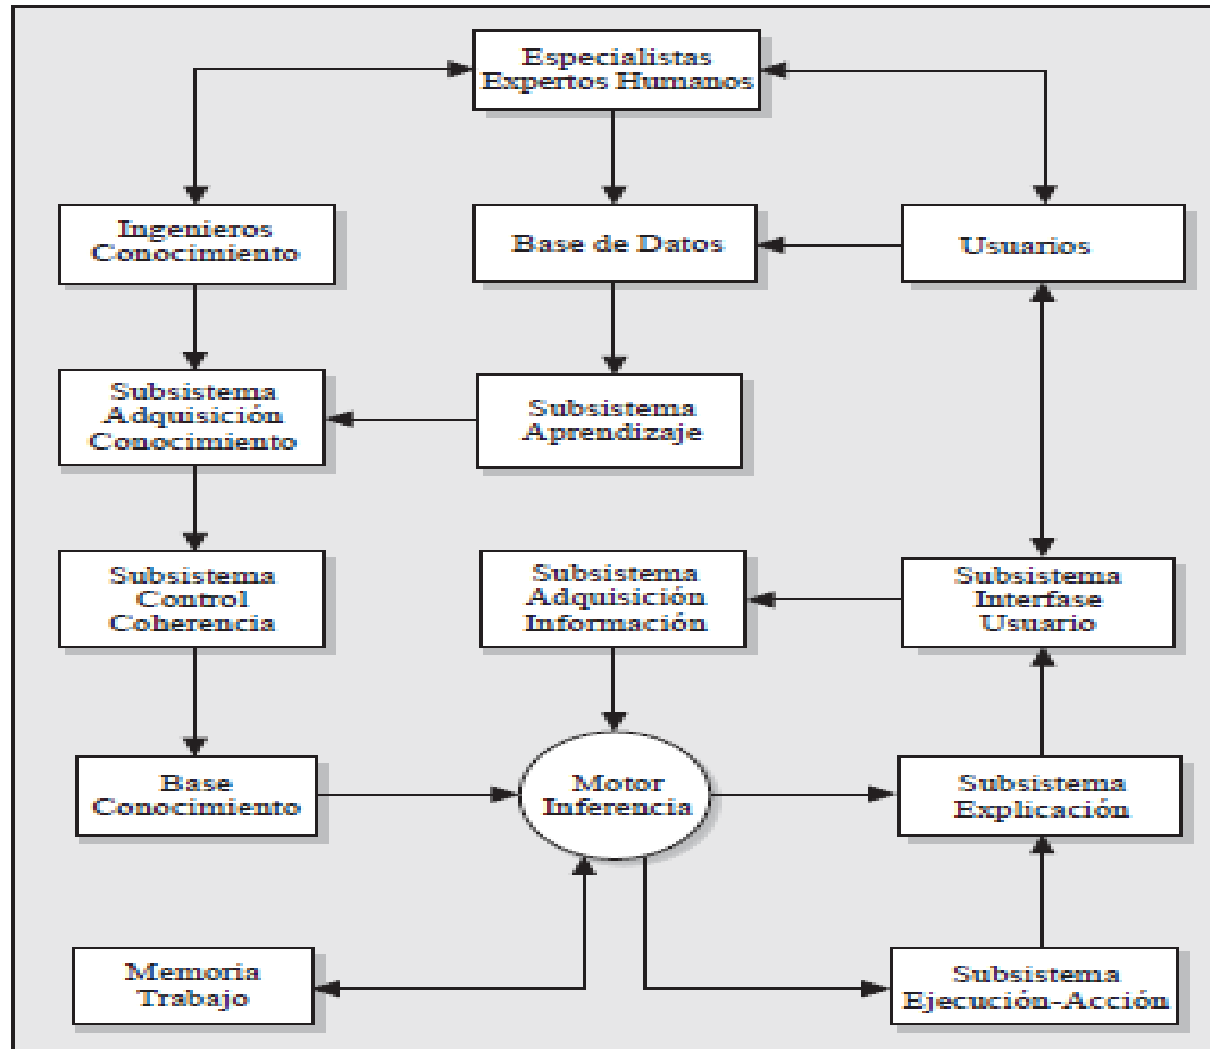 Especialistas
Expertos Humanos
Ingenieros
Conocimiento
Base de Datos
Usuarios
Subsistema
Adquisición
Conocimiento
Subsistema
Aprendizaje
Subsistema
Control
Coherencia
Subsistema
Adquisición
Información
Subsistema
Interfase
Usuario
Base
Conocimiento
Motor
Inferencia
Subsistema
Explicación
Memoria
Trabajo
Subsistema
Ejecución-Acción